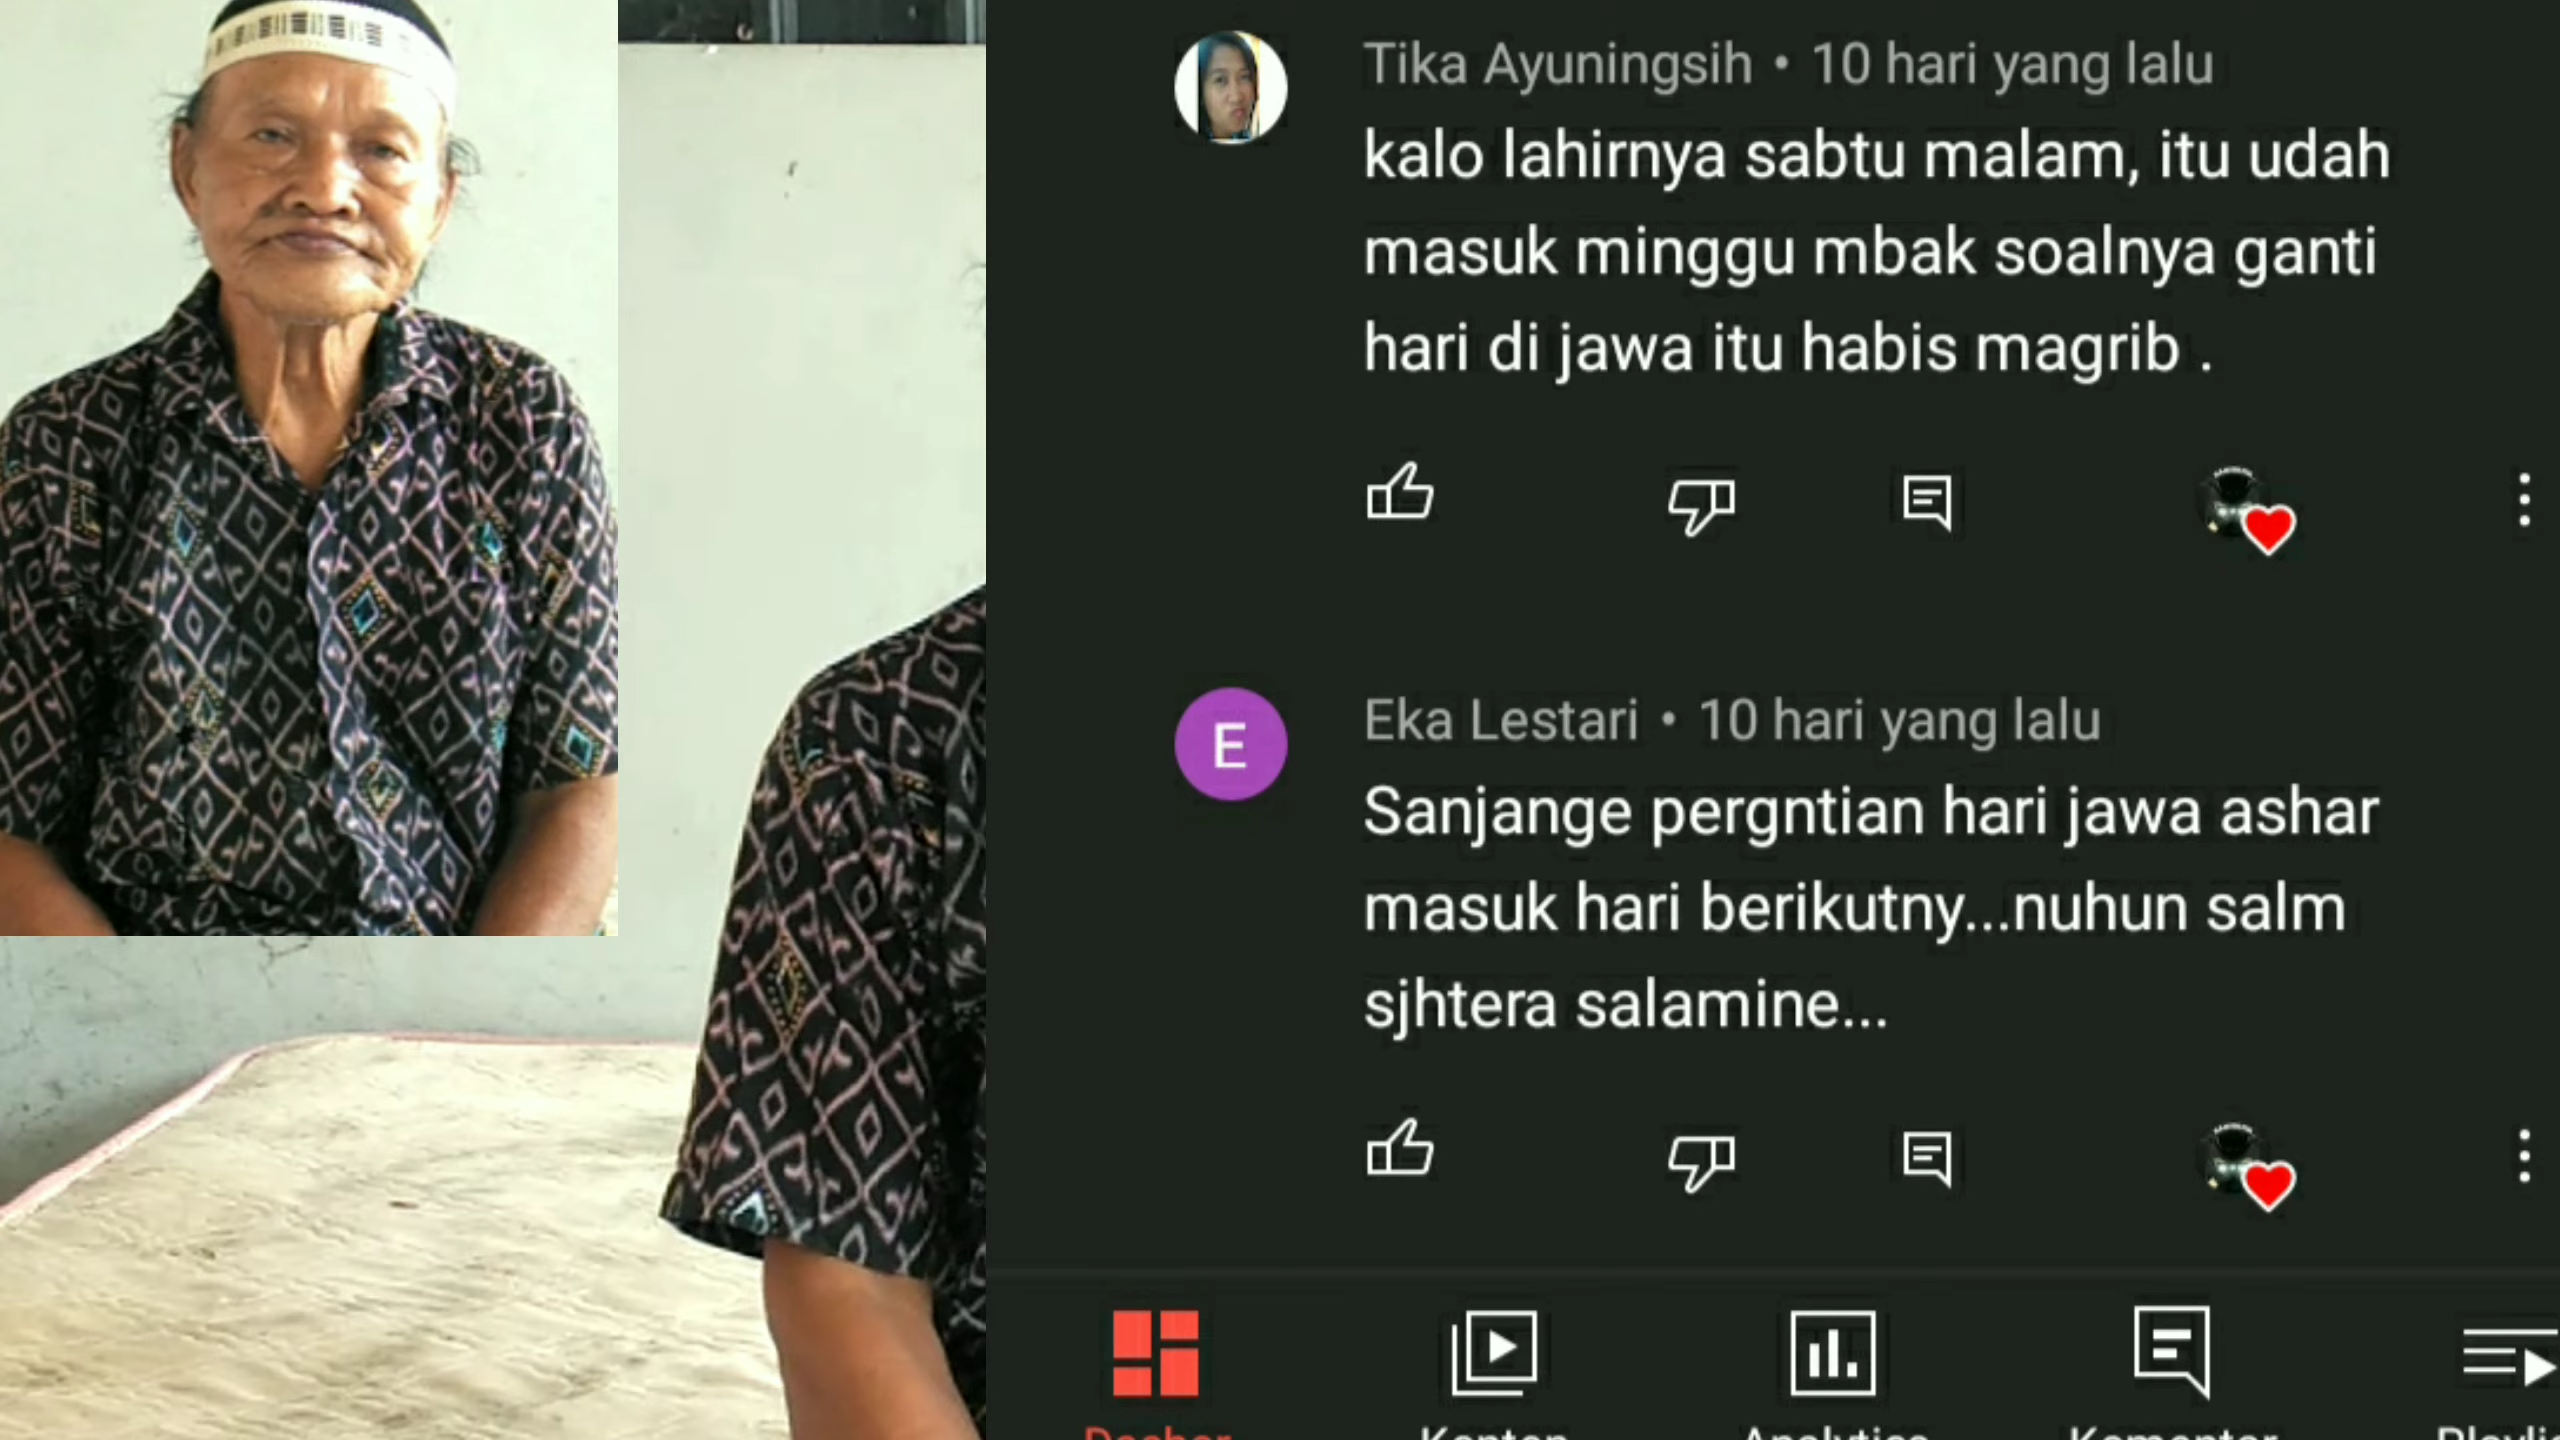 Tika Ayuningsih • 10 hari yang lalu
kalo lahirnya sabtu malam, itu udah
masuk minggu mbak soalnya ganti
hari di jawa itu habis magrib .
E
Eka Lestari • 10 hari yang lalu
Sanjange pergntian hari jawa ashar
masuk hari berikutny...nuhun salm
sjhtera salamine...